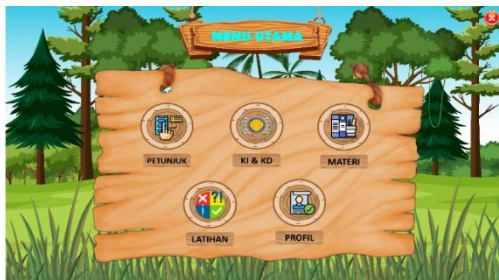 MENU UTAMA
PETUNJUK
KI & KD
MATERI
LATIHAN
PROFIL